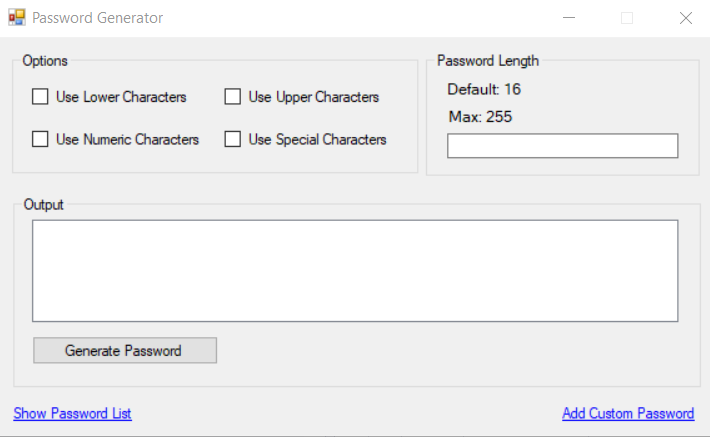 Password Generator
Options
Use Lower Characters
Use Upper Characters
Use Numeric Characters
Use Special Characters
Password Length
Default: 16
Max: 255
Output
Generate Password
Show Password List
Add Custom Password